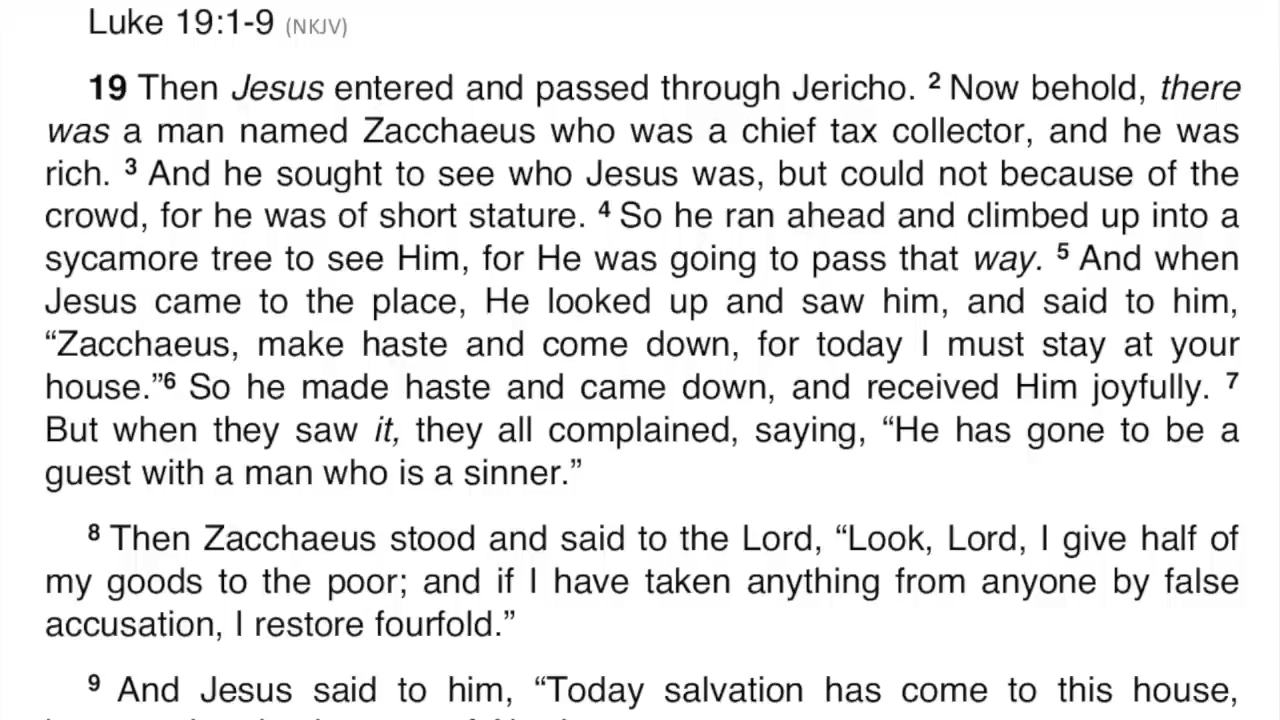 Luke 19:1-9 (NKJV)
19 Then Jesus entered and passed through Jericho. 2 Now behold, there
was a man named Zacchaeus who was a chief tax collector, and he was
rich. 3 And he sought to see who Jesus was, but could not because of the
crowd, for he was of short stature. 4 So he ran ahead and climbed up into a
sycamore tree to see Him, for He was going to pass that way. 5 And when
Jesus came to the place, He looked up and saw him, and said to him,
“Zacchaeus, make haste and come down, for today I must stay at your
house.”6 So he made haste and came down, and received Him joyfully. 7
But when they saw it, they all complained, saying, “He has gone to be a
guest with a man who is a sinner.”
8 Then Zacchaeus stood and said to the Lord, “Look, Lord, I give half of
my goods to the poor; and if I have taken anything from anyone by false
accusation, I restore fourfold.”
9 And Jesus said to him, “Today salvation has come to this house,